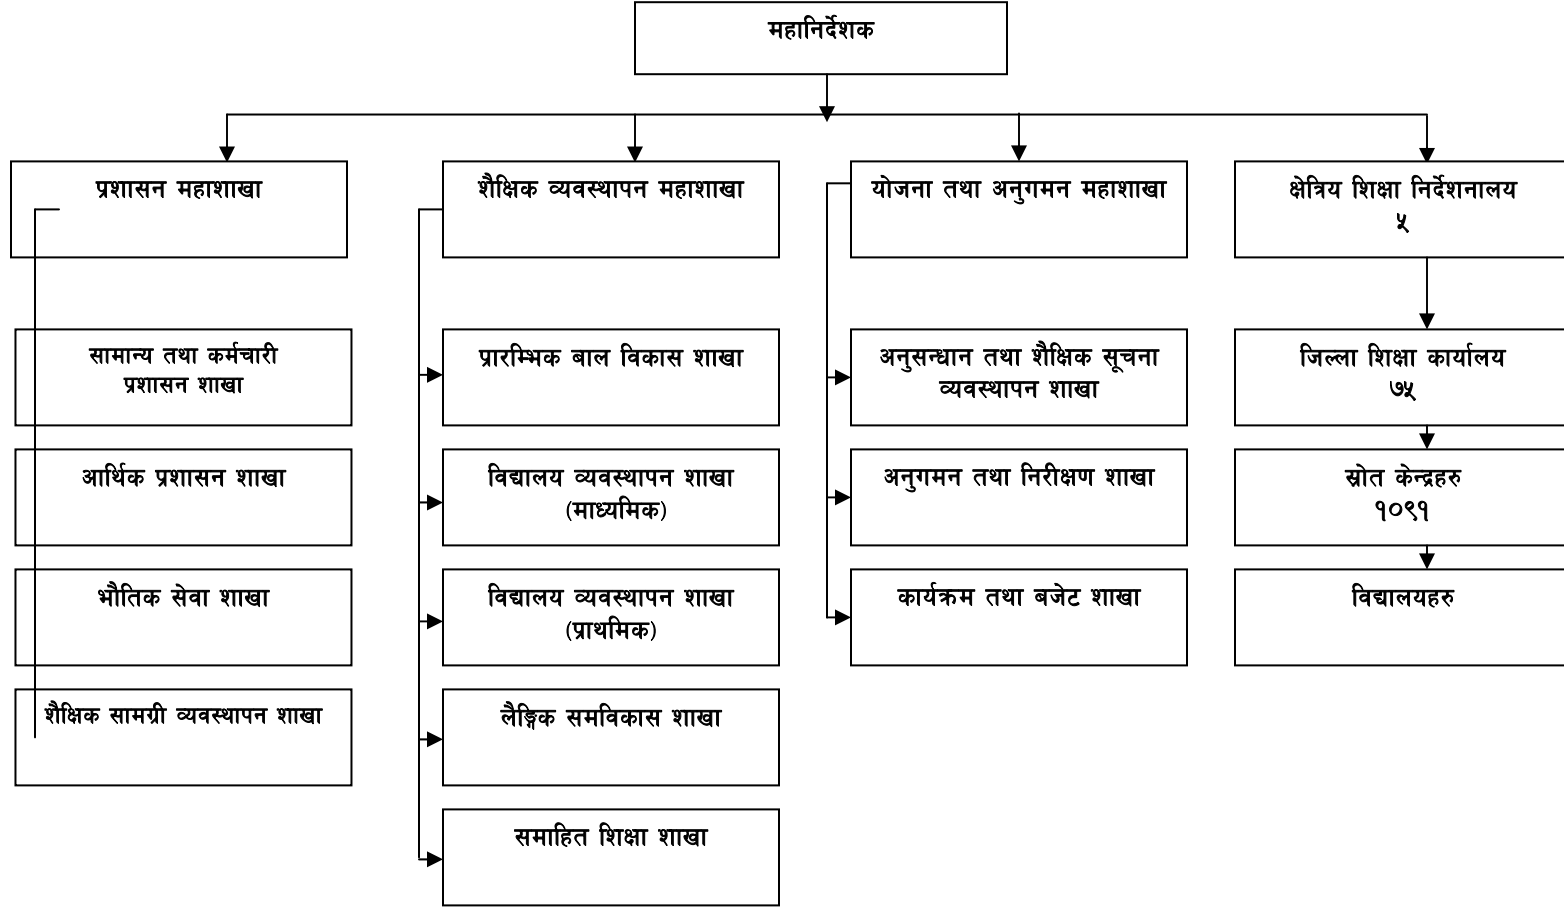 महानिर्देशक
प्रशासन महाशाखा
शैक्षिक व्यवस्थापन महाशाखा
योजना तथा अनुगमन महाशाखा
क्षेत्रिय शिक्षा निर्देशनालय
५
सामान्य तथा कर्मचारी
प्रशासन शाखा
प्रारम्भिक बाल विकास शाखा
अनुसन्धान तथा शैक्षिक सूचना
व्यवस्थापन शाखा
जिल्ला शिक्षा कार्यालय
७५
आर्थिक प्रशासन शाखा
विद्यालय व्यवस्थापन शाखा
(माध्यमिक)
अनुगमन तथा निरीक्षण शाखा
स्रोत केन्द्रहरु
१०९१
भौतिक सेवा शाखा
विद्यालय व्यवस्थापन शाखा
(प्राथमिक)
कार्यक्रम तथा बजेट शाखा
विद्यालयहरु
शैक्षिक सामग्री व्यवस्थापन शाखा
लैङ्गिक समविकास शाखा
समाहित शिक्षा शाखा